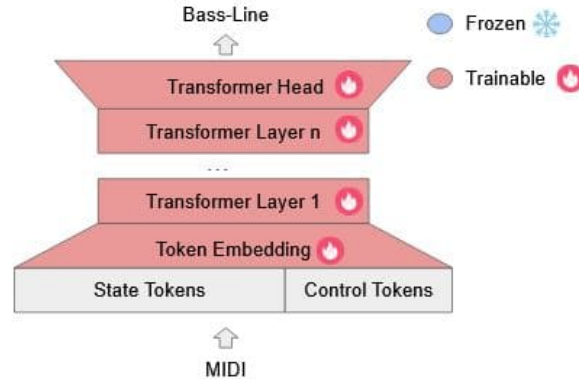 Bass-Line
Frozen
Trainable
Transformer Head
Transformer Layer n
...
Transformer Layer 1
Token Embedding
State Tokens
Control Tokens
MIDI